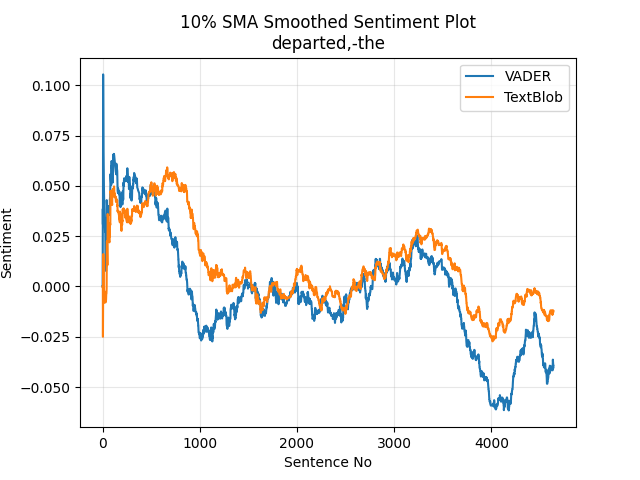 10% SMA Smoothed Sentiment Plot
departed,-the
VADER
TextBlob
0.100
0.075
0.050
0.025
0.000
−0.025
−0.050
Sentiment
0
1000
2000
3000
4000
Sentence No